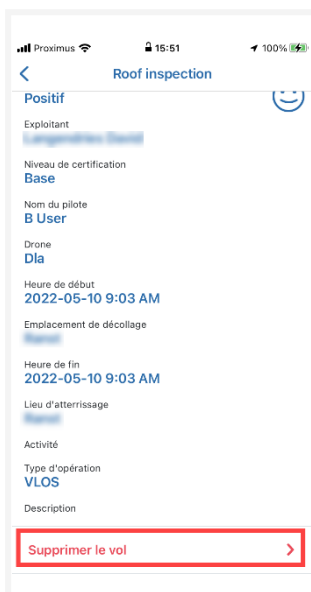 Proximus 15:51 100%
Roof inspection
Positif
Exploitant
Niveau de certification
Base
Nom du pilote
B User
Drone
Dla
Heure de début
2022-05-10 9:03 AM
Emplacement de décollage
Heure de fin
2022-05-10 9:03 AM
Lieu d'atterrissage
Activité
Type d'opération
VLOS
Description
Supprimer le vol